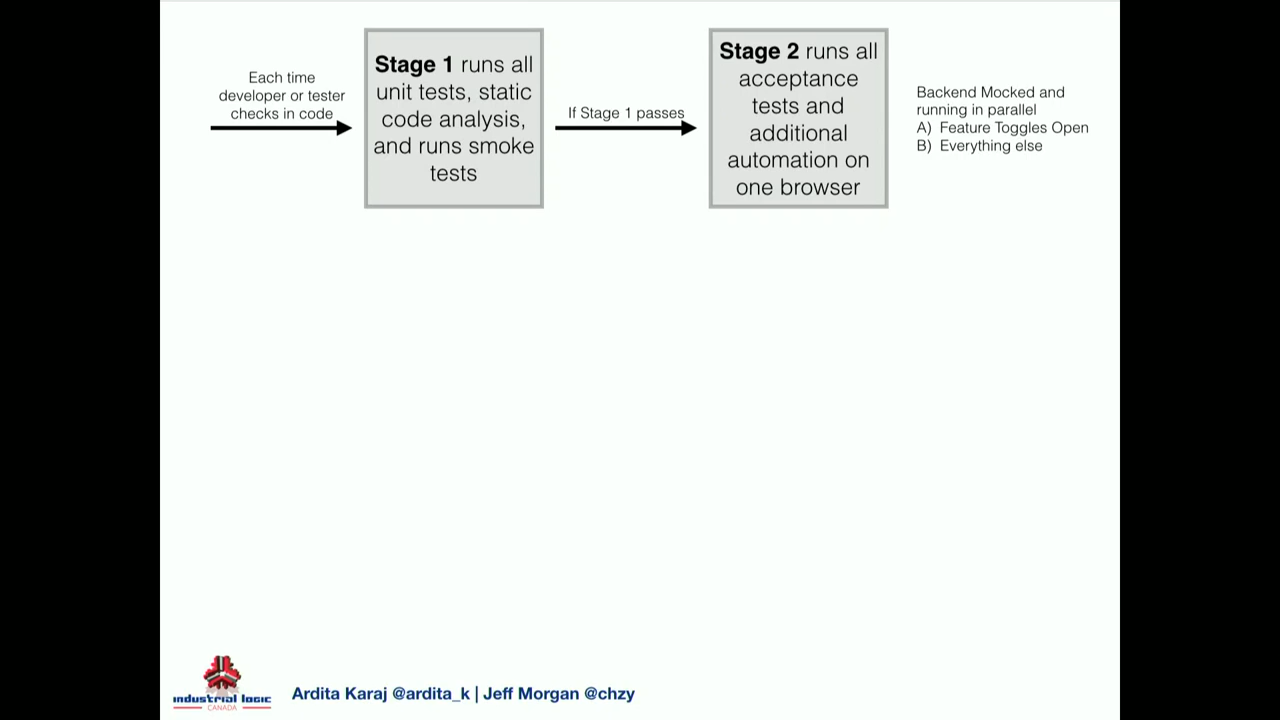 Each time
developer or tester
checks in code
Stage 1 runs all
unit tests, static
code analysis,
and runs smoke
tests
If Stage 1 passes
Stage 2 runs all
acceptance
tests and
additional
automation on
one browser
Backend Mocked and
running in parallel
A) Feature Toggles Open
B) Everything else
industrial logic
CANADA
Ardita Karaj @ardita_k | Jeff Morgan @chzy